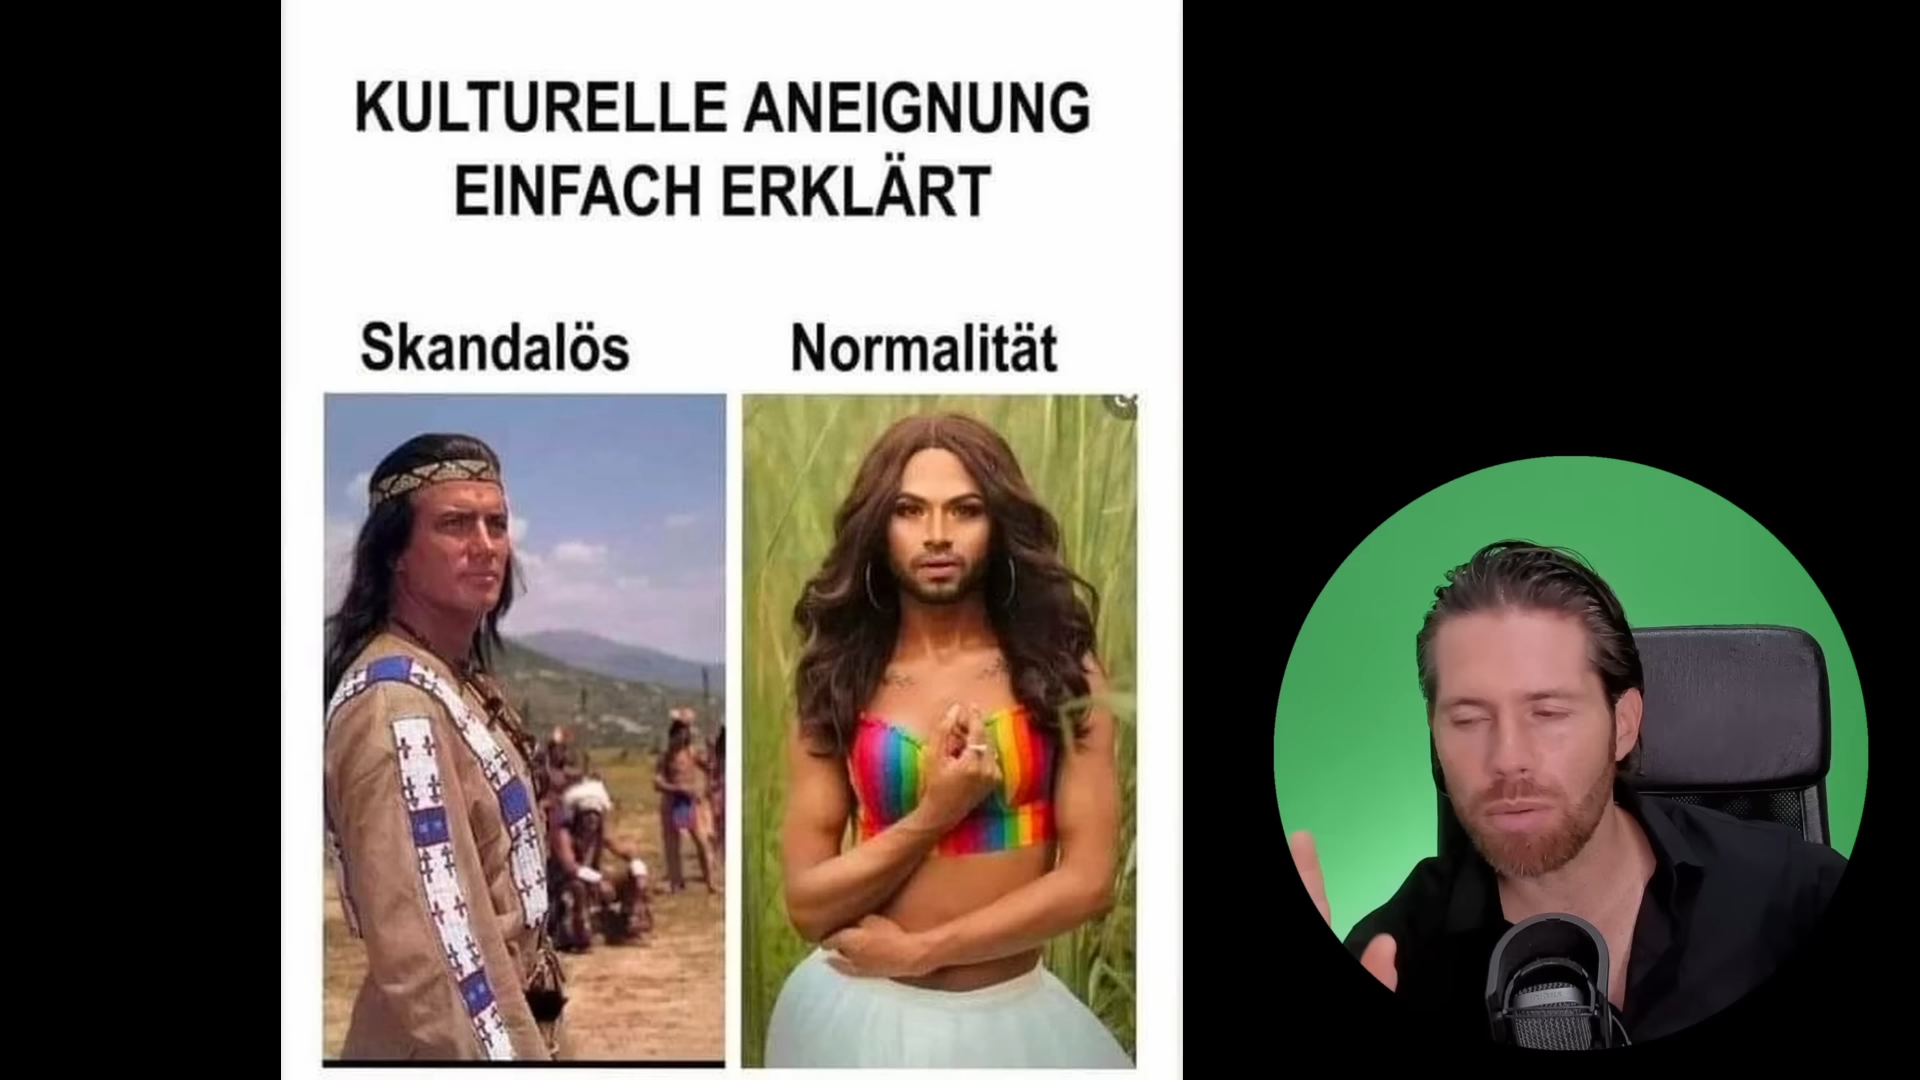 KULTURELLE ANEIGNUNG
EINFACH ERKLÄRT
Skandalös
Normalität